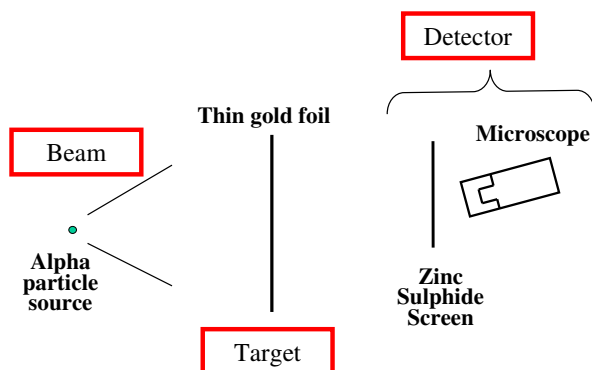 Detector
Thin gold foil
Microscope
Beam
Alpha
particle
source
Zinc
Sulphide
Screen
Target